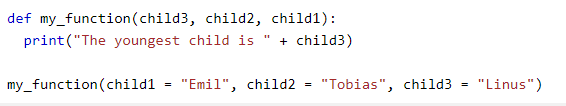 def my_function(child3, child2, child1):
  print("The youngest child is " + child3)
my_function(child1 = "Emil", child2 = "Tobias", child3 = "Linus")